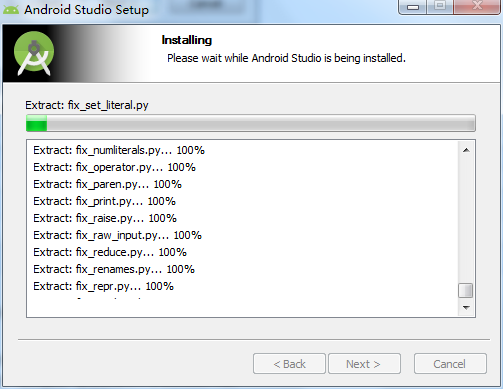 Android Studio Setup
Installing
Please wait while Android Studio is being installed.
Extract: fix_set_literal.py
Extract: fix_numliterals.py... 100%
Extract: fix_operator.py... 100%
Extract: fix_paren.py... 100%
Extract: fix_print.py... 100%
Extract: fix_raise.py... 100%
Extract: fix_raw_input.py... 100%
Extract: fix_reduce.py... 100%
Extract: fix_renames.py... 100%
Extract: fix_repr.py... 100%
< Back
Next >
Cancel